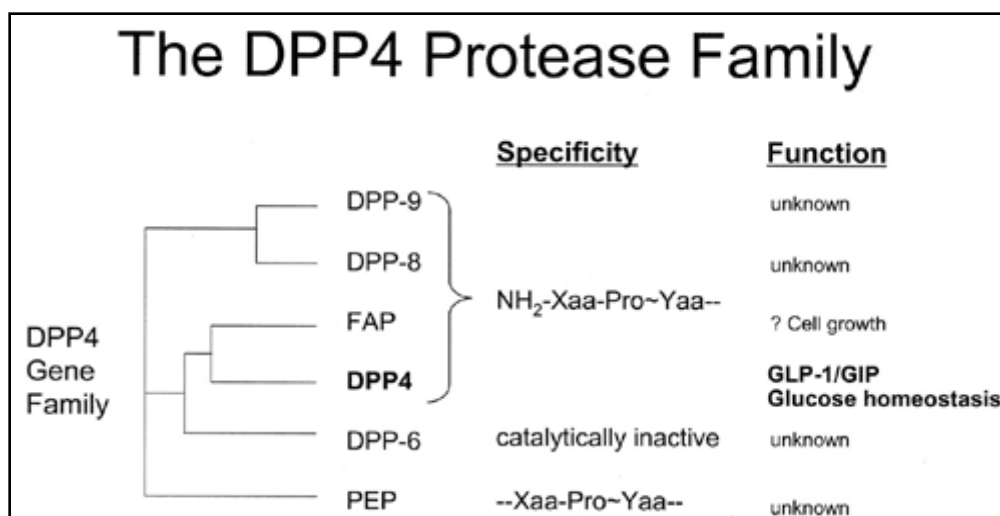 The DPP4 Protease Family
Specificity Function
DPP-9 unknown
DPP-8 unknown
NH₂-Xaa-Pro~Yaa--
FAP ? Cell growth
DPP4
Gene
Family
DPP4 GLP-1/GIP
Glucose homeostasis
DPP-6 catalytically inactive unknown
PEP --Xaa-Pro~Yaa-- unknown